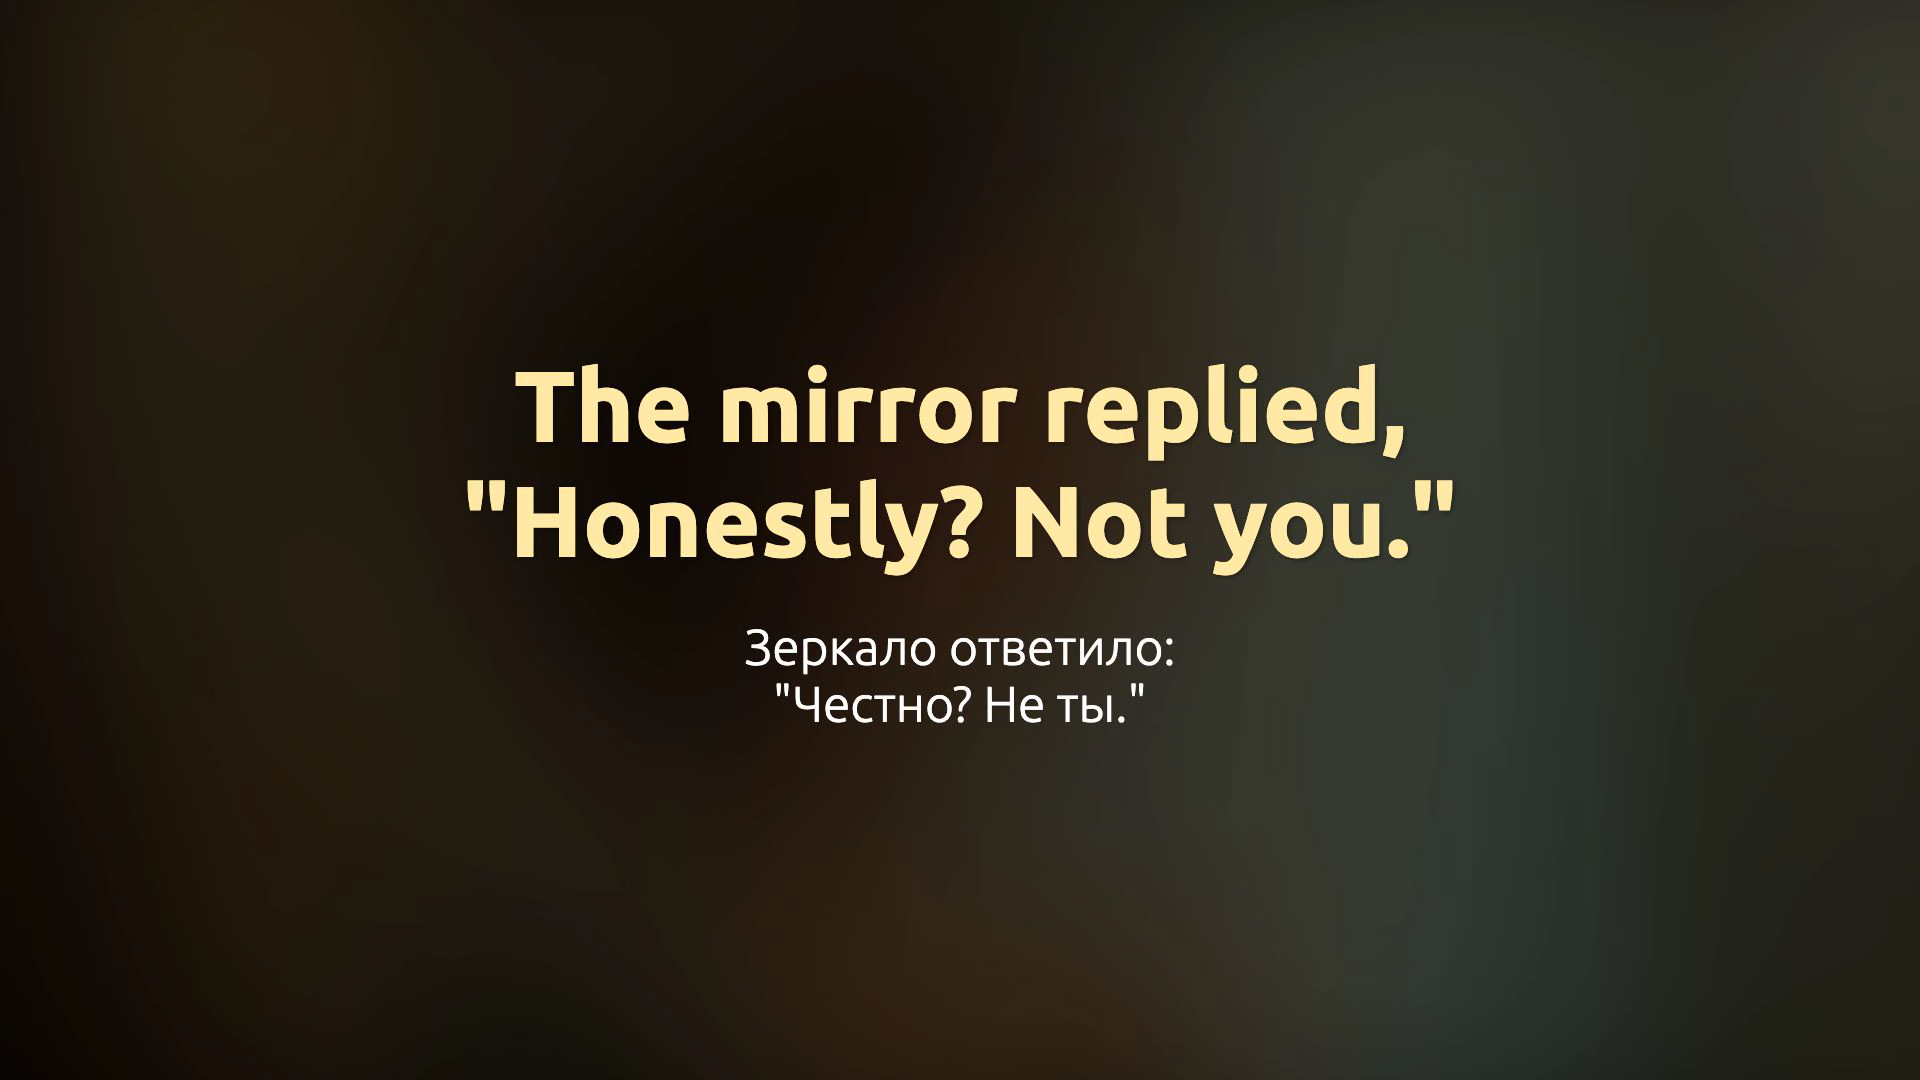 The mirror replied,
"Honestly? Not you."
Зеркало ответило:
"Честно? Не ты."